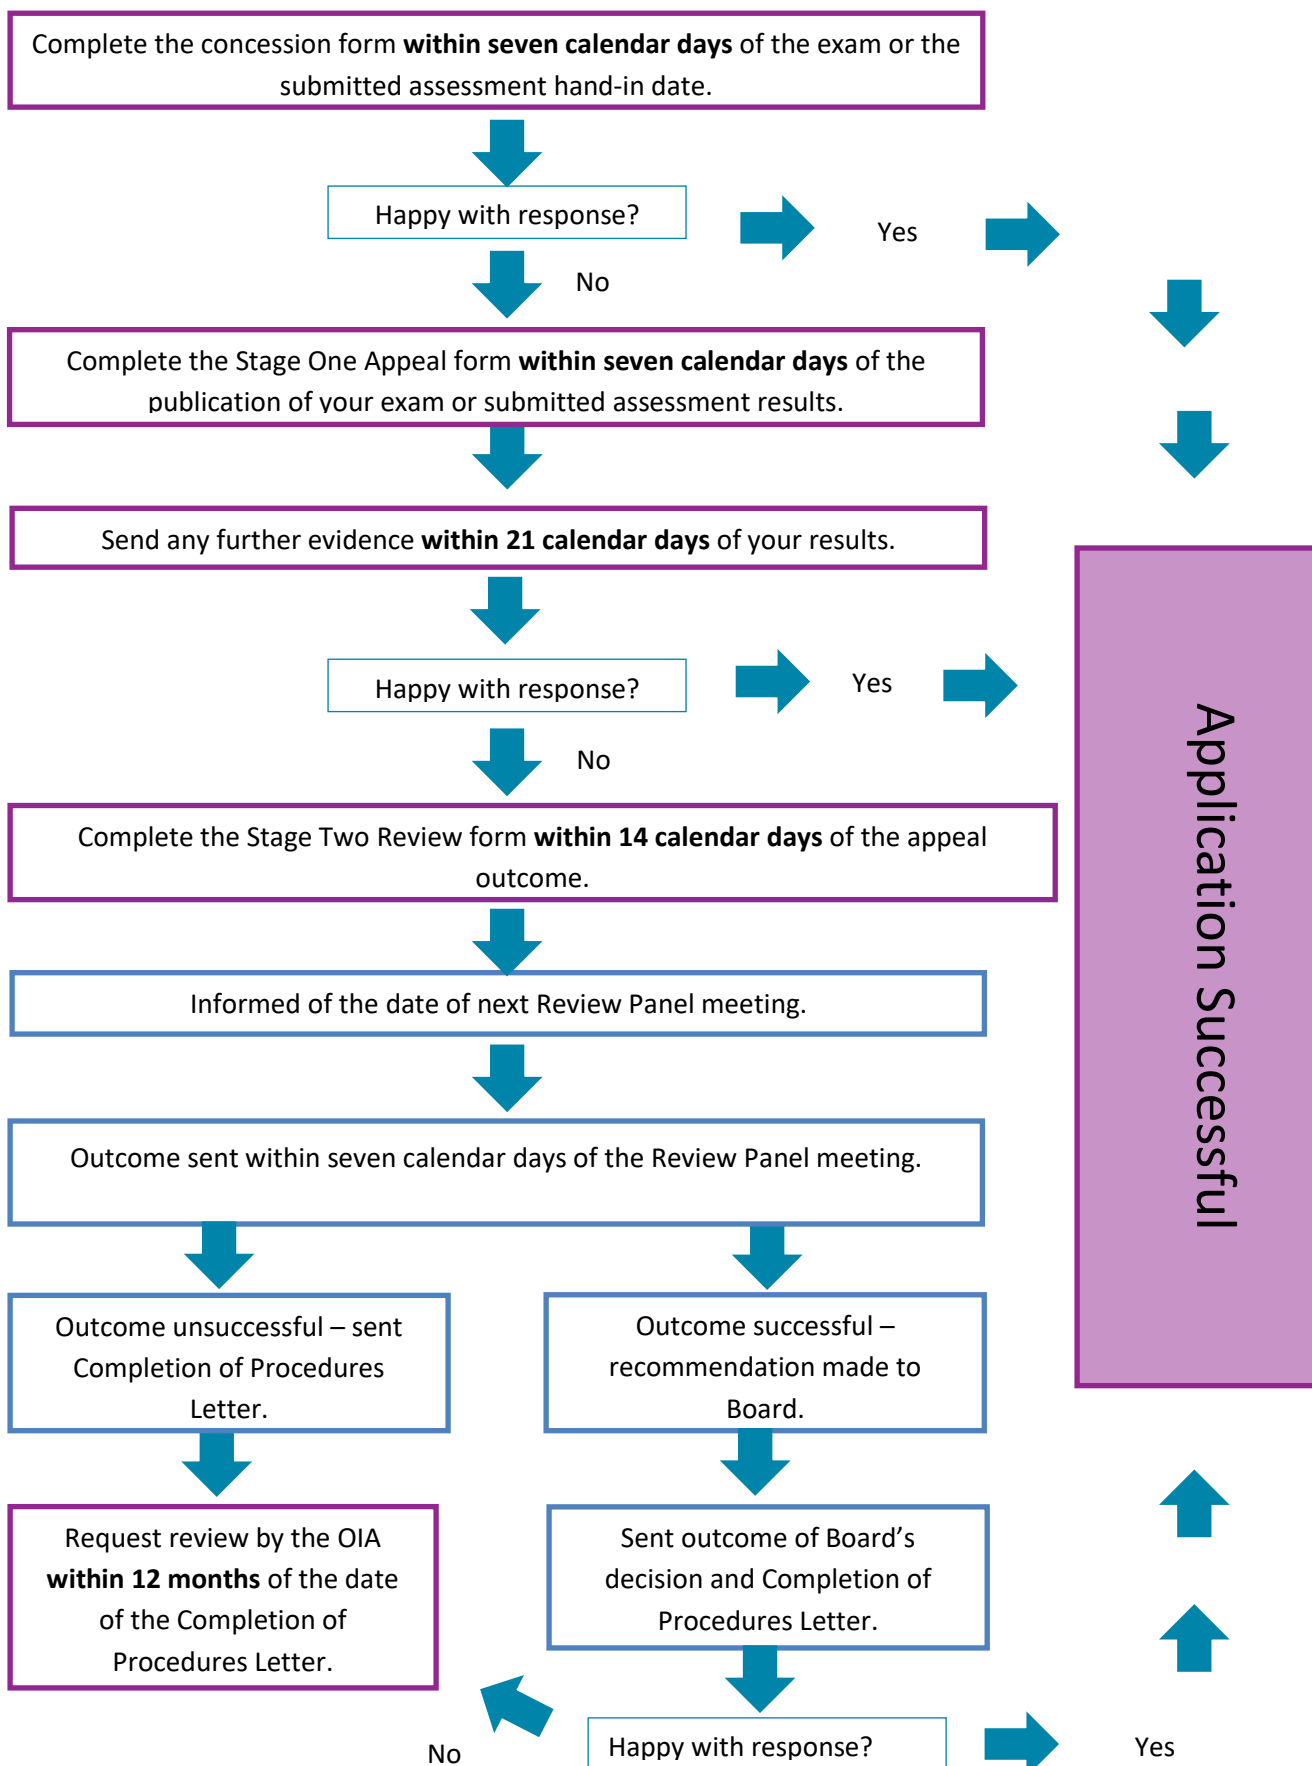 Complete the concession form within seven calendar days of the exam or the
submitted assessment hand-in date.
Happy with response?
Yes
No
Complete the Stage One Appeal form within seven calendar days of the
publication of your exam or submitted assessment results.
Send any further evidence within 21 calendar days of your results.
Happy with response?
Yes
No
Complete the Stage Two Review form within 14 calendar days of the appeal
outcome.
Informed of the date of next Review Panel meeting.
Outcome sent within seven calendar days of the Review Panel meeting.
Outcome unsuccessful – sent
Completion of Procedures
Letter.
Outcome successful –
recommendation made to
Board.
Request review by the OIA
within 12 months of the date
of the Completion of
Procedures Letter.
Sent outcome of Board's
decision and Completion of
Procedures Letter.
No
Happy with response?
Yes
Application Successful